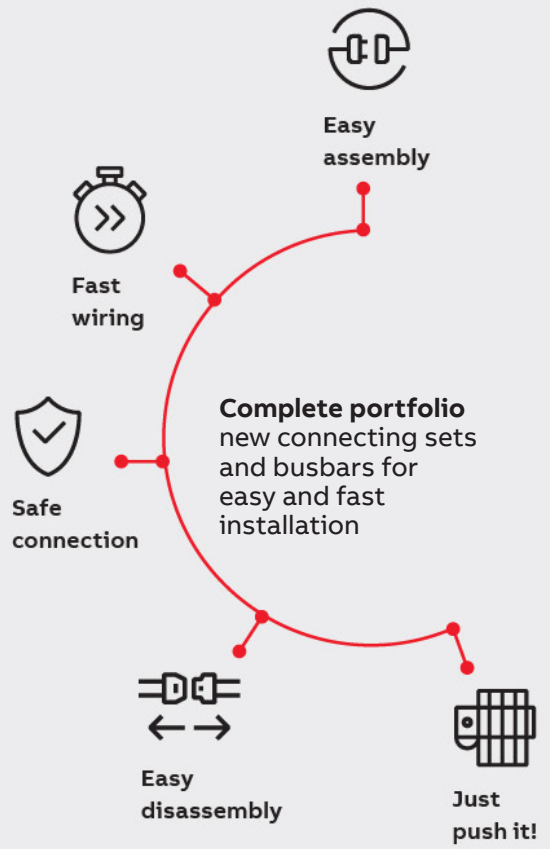 Easy
assembly
Fast
wiring
Complete portfolio
new connecting sets
and busbars for
easy and fast
installation
Safe
connection
Easy
disassembly
Just
push it!